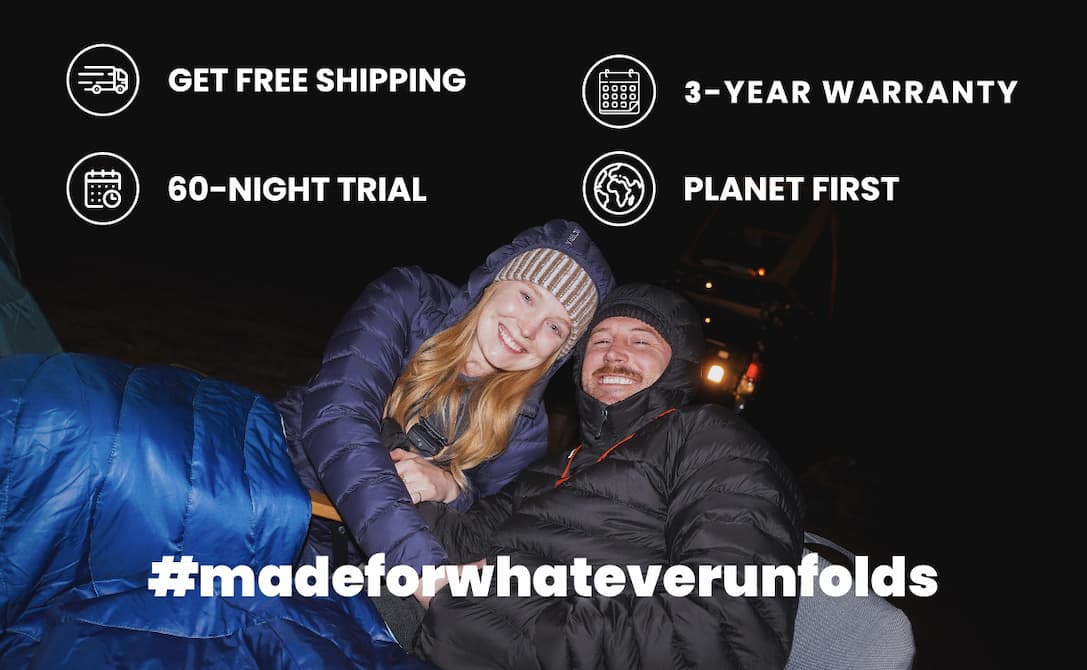 GET FREE SHIPPING
3-YEAR WARRANTY
60-NIGHT TRIAL
PLANET FIRST
#madeforwhateverunfolds